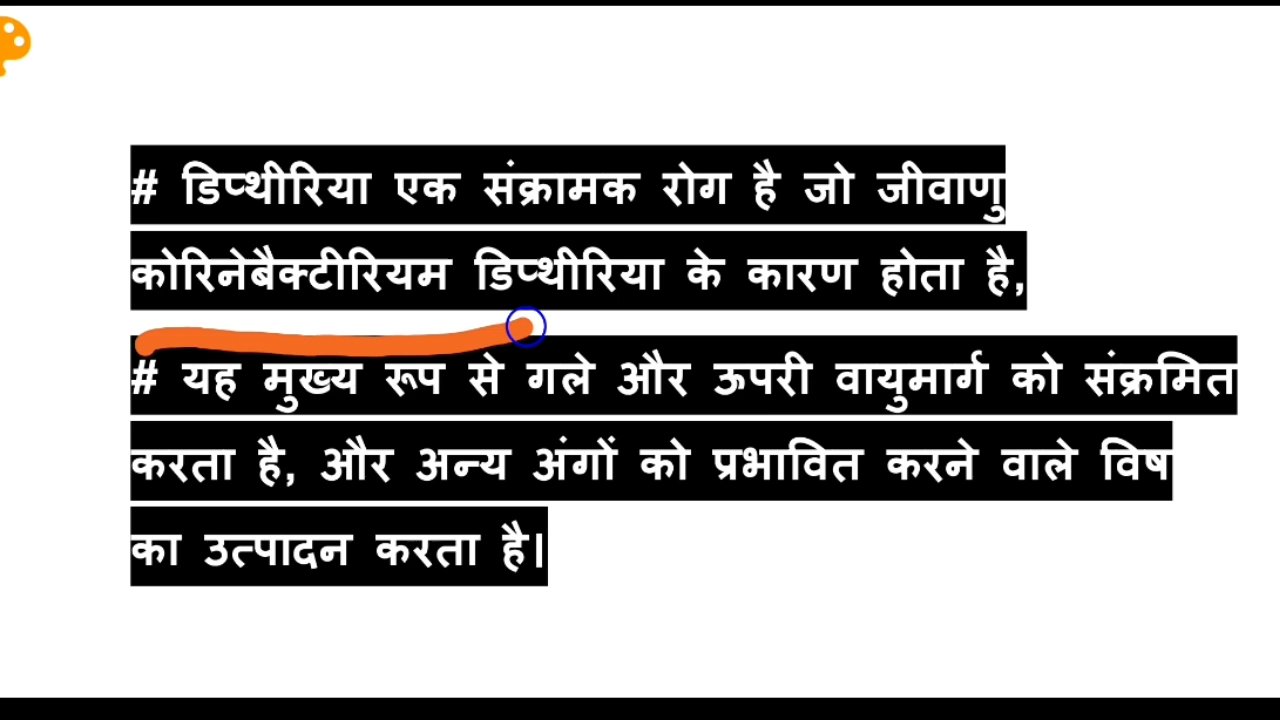 # डिप्थीरिया एक संक्रामक रोग है जो जीवाणु
कोरिनेबैक्टीरियम डिप्थीरिया के कारण होता है,
# यह मुख्य रूप से गले और ऊपरी वायुमार्ग को संक्रमित
करता है, और अन्य अंगों को प्रभावित करने वाले विष
का उत्पादन करता है।